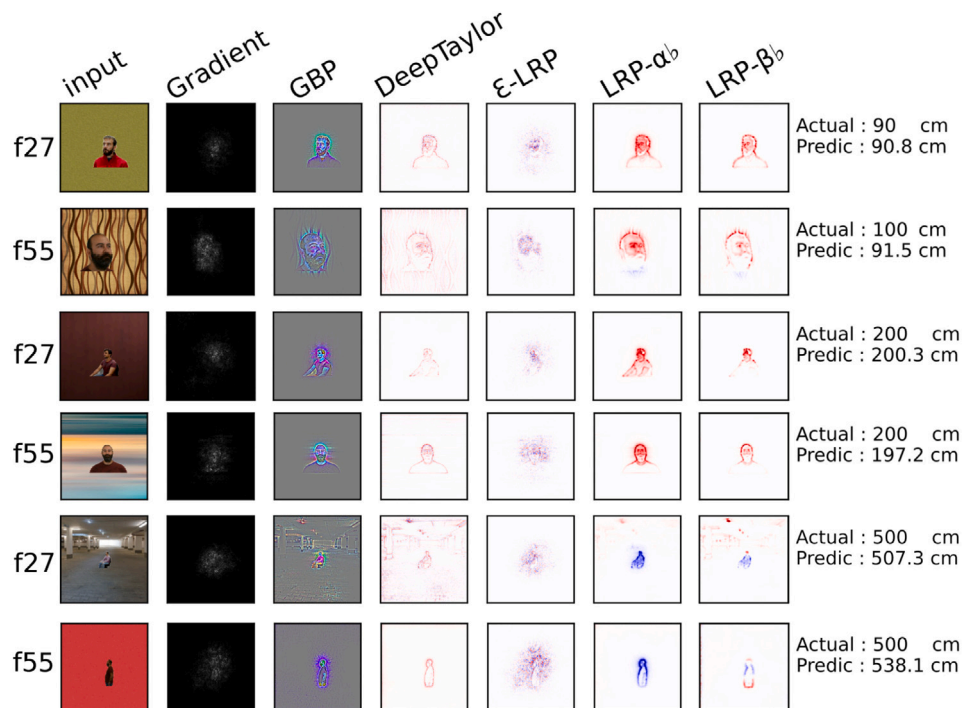 input Gradient GBP DeepTaylor Ɛ-LRP LRP-α♭ LRP-β♭
f27 Actual : 90 cm
Predic : 90.8 cm
f55 Actual : 100 cm
Predic : 91.5 cm
f27 Actual : 200 cm
Predic : 200.3 cm
f55 Actual : 200 cm
Predic : 197.2 cm
f27 Actual : 500 cm
Predic : 507.3 cm
f55 Actual : 500 cm
Predic : 538.1 cm